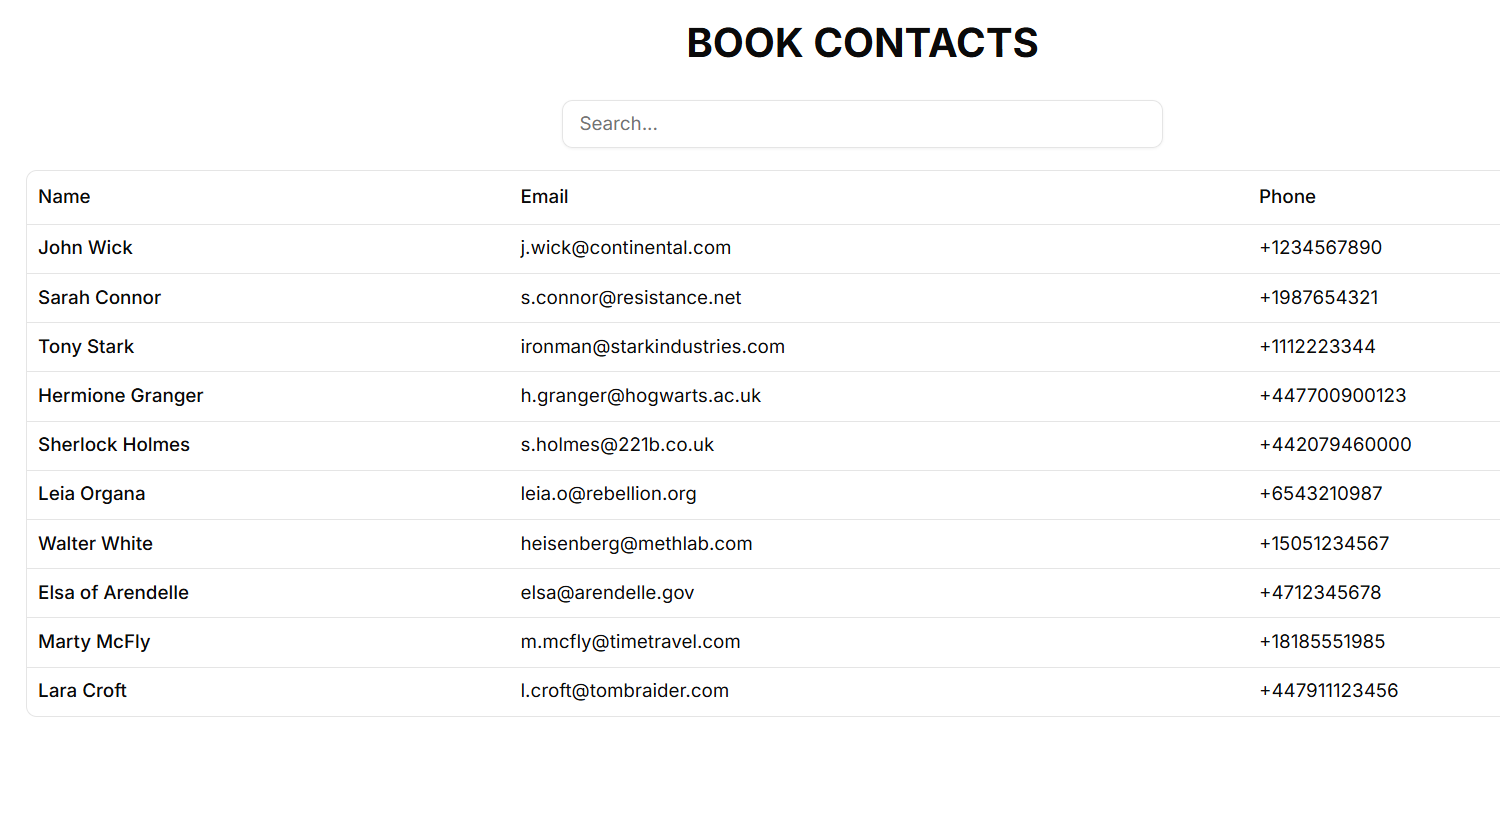 BOOK CONTACTS
Search...
Name Email Phone
John Wick j.wick@continental.com +1234567890
Sarah Connor s.connor@resistance.net +1987654321
Tony Stark ironman@starkindustries.com +1112223344
Hermione Granger h.granger@hogwarts.ac.uk +447700900123
Sherlock Holmes s.holmes@221b.co.uk +442079460000
Leia Organa leia.o@rebellion.org +6543210987
Walter White heisenberg@methlab.com +15051234567
Elsa of Arendelle elsa@arendelle.gov +4712345678
Marty McFly m.mcfly@timetravel.com +18185551985
Lara Croft l.croft@tombraider.com +447911123456